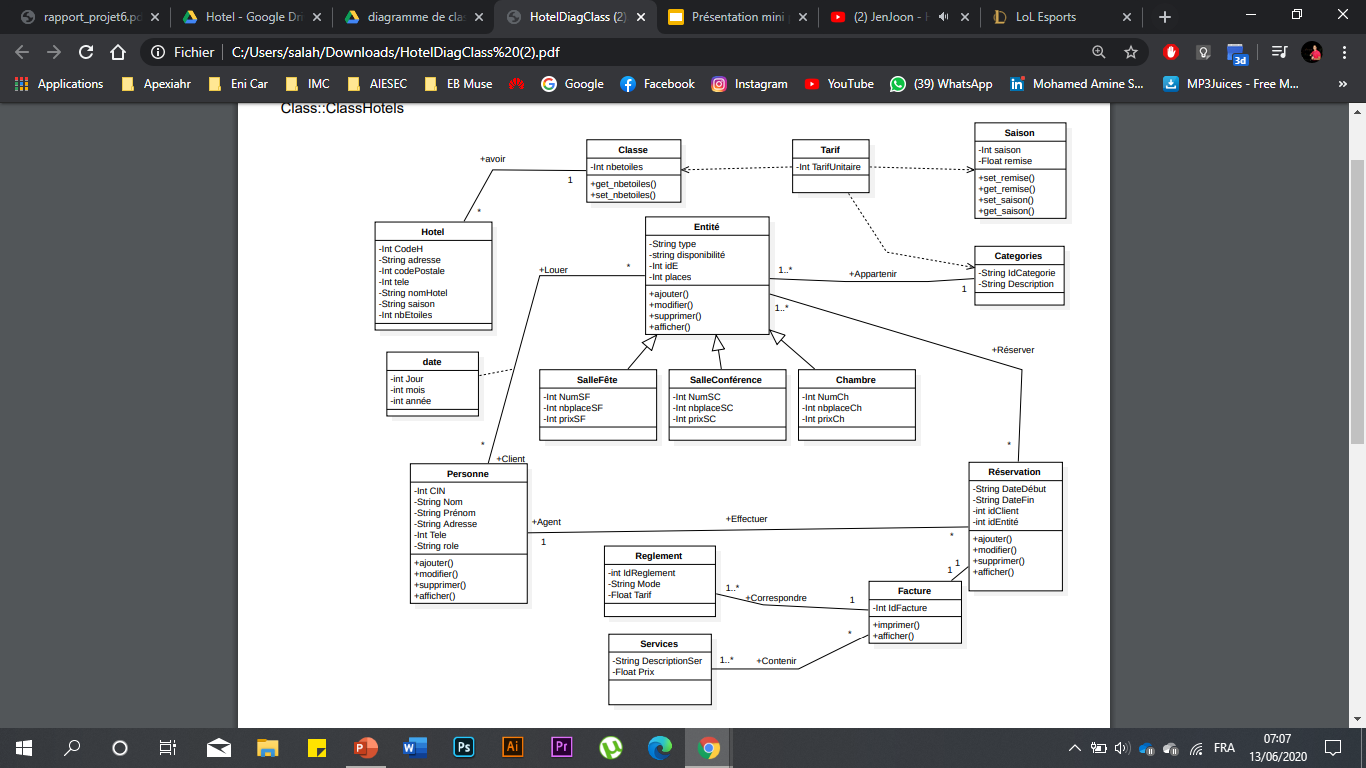 rapport_projet6.pd
Hotel - Google Dri
diagramme de clas
HotelDiagClass (2)
Présentation mini p
(2) JenJoon - H
LoL Esports
Fichier
C:/Users/salah/Downloads/HotelDiagClass%20(2).pdf
3d
Applications
Apexiahr
Eni Car
IMC
AIESEC
EB Muse
Google
Facebook
Instagram
YouTube
(39) WhatsApp
Mohamed Amine S...
MP3Juices - Free M...
»
Class::ClassHotels
Classe
-Int nbetoiles
+get_nbetoiles()
+set_nbetoiles()
Tarif
-Int TarifUnitaire
Saison
-Int saison
-Float remise
+set_remise()
+get_remise()
+set_saison()
+get_saison()
+avoir
1
*
Hotel
-Int CodeH
-String adresse
-Int codePostale
-Int tele
-String nomHotel
-String saison
-Int nbEtoiles
Entité
-String type
-string disponibilité
-Int idE
-Int places
+ajouter()
+modifier()
+supprimer()
+afficher()
Categories
-String IdCategorie
-String Description
+Louer
*
1..*
+Appartenir
1
1..*
+Réserver
date
-int Jour
-int mois
-int année
SalleFête
-Int NumSF
-Int nbplaceSF
-Int prixSF
SalleConférence
-Int NumSC
-Int nbplaceSC
-Int prixSC
Chambre
-Int NumCh
-Int nbplaceCh
-Int prixCh
*
+Client
*
Personne
-Int CIN
-String Nom
-String Prénom
-String Adresse
-Int Tele
-String role
+ajouter()
+modifier()
+supprimer()
+afficher()
Réservation
-String DateDébut
-String DateFin
-int idClient
-int idEntité
+ajouter()
+modifier()
+supprimer()
+afficher()
+Agent
1
+Effectuer
*
1
1
Reglement
-int IdReglement
-String Mode
-Float Tarif
1..*
+Correspondre
1
Facture
-Int IdFacture
+imprimer()
+afficher()
Services
-String DescriptionSer
-Float Prix
1..*
+Contenir
*
FRA
07:07
13/06/2020